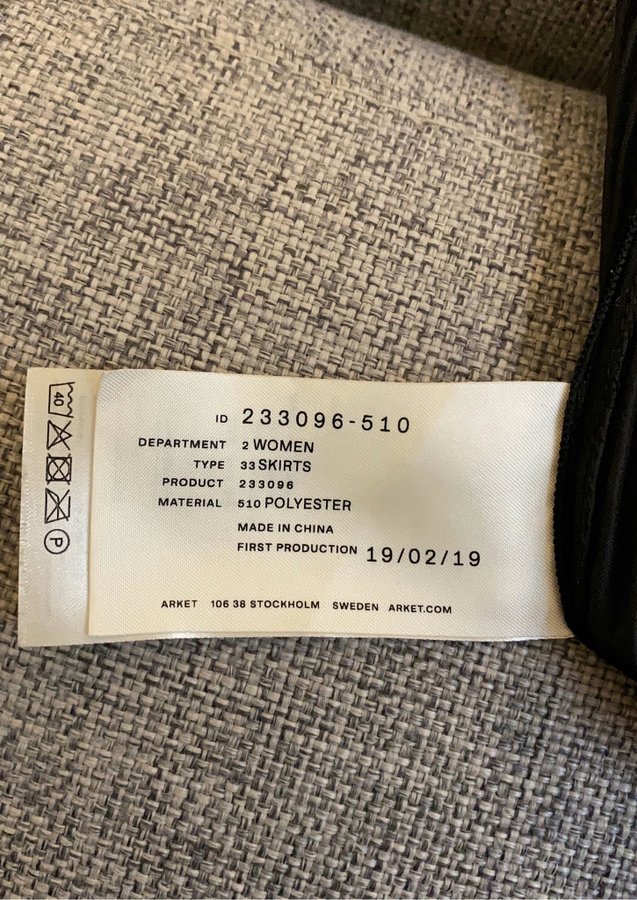 ID 233096-510
DEPARTMENT 2 WOMEN
TYPE 33 SKIRTS
PRODUCT 233096
MATERIAL 510 POLYESTER
MADE IN CHINA
FIRST PRODUCTION 19/02/19
ARKET 106 38 STOCKHOLM SWEDEN ARKET.COM
40
P